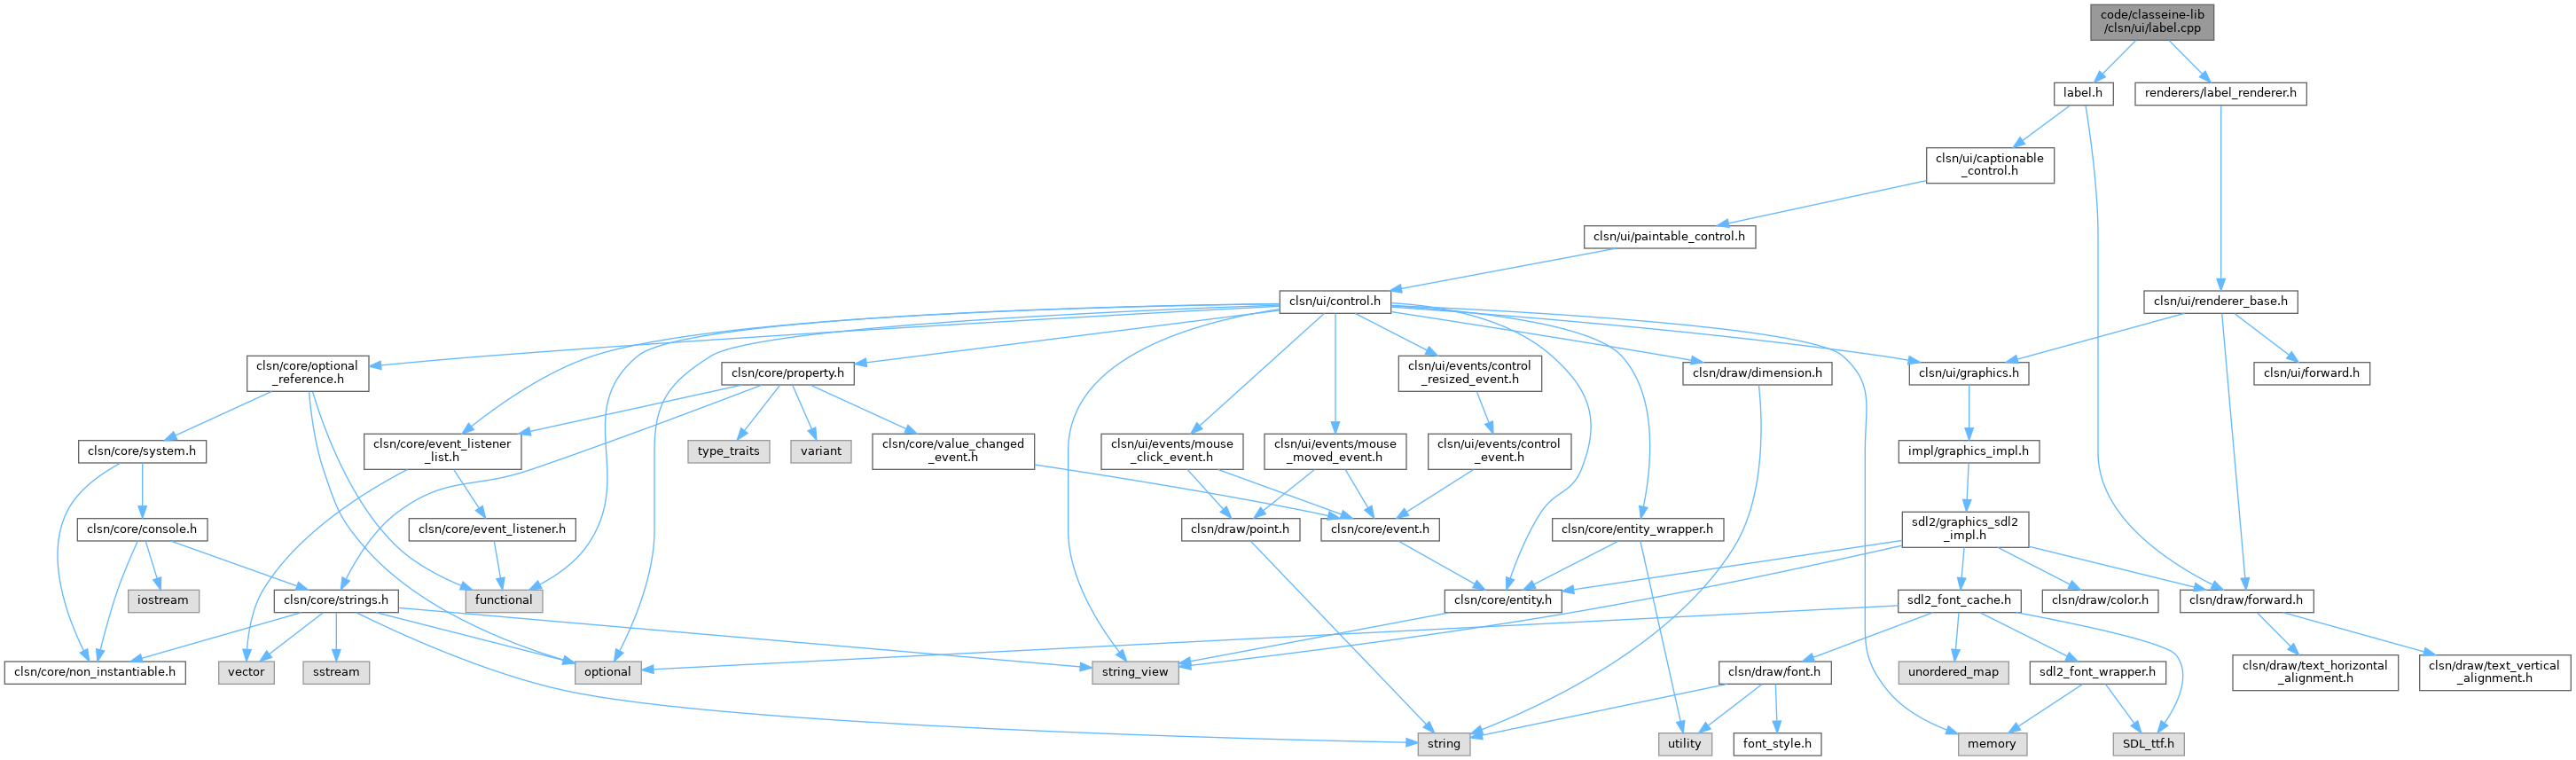 code/classeine-lib
/clsn/ui/label.cpp
label.h
renderers/label_renderer.h
clsn/ui/captionable
_control.h
clsn/ui/paintable_control.h
clsn/ui/control.h
clsn/ui/renderer_base.h
clsn/core/optional
_reference.h
clsn/core/property.h
clsn/ui/events/control
_resized_event.h
clsn/draw/dimension.h
clsn/ui/graphics.h
clsn/ui/forward.h
clsn/core/system.h
clsn/core/event_listener
_list.h
type_traits
variant
clsn/core/value_changed
_event.h
clsn/ui/events/mouse
_click_event.h
clsn/ui/events/mouse
_moved_event.h
clsn/ui/events/control
_event.h
impl/graphics_impl.h
clsn/core/console.h
clsn/core/event_listener.h
clsn/draw/point.h
clsn/core/event.h
clsn/core/entity_wrapper.h
sdl2/graphics_sdl2
_impl.h
iostream
clsn/core/strings.h
functional
clsn/core/entity.h
sdl2_font_cache.h
clsn/draw/color.h
clsn/draw/forward.h
clsn/core/non_instantiable.h
vector
sstream
optional
string_view
clsn/draw/font.h
unordered_map
sdl2_font_wrapper.h
clsn/draw/text_horizontal
_alignment.h
clsn/draw/text_vertical
_alignment.h
string
utility
font_style.h
memory
SDL_ttf.h